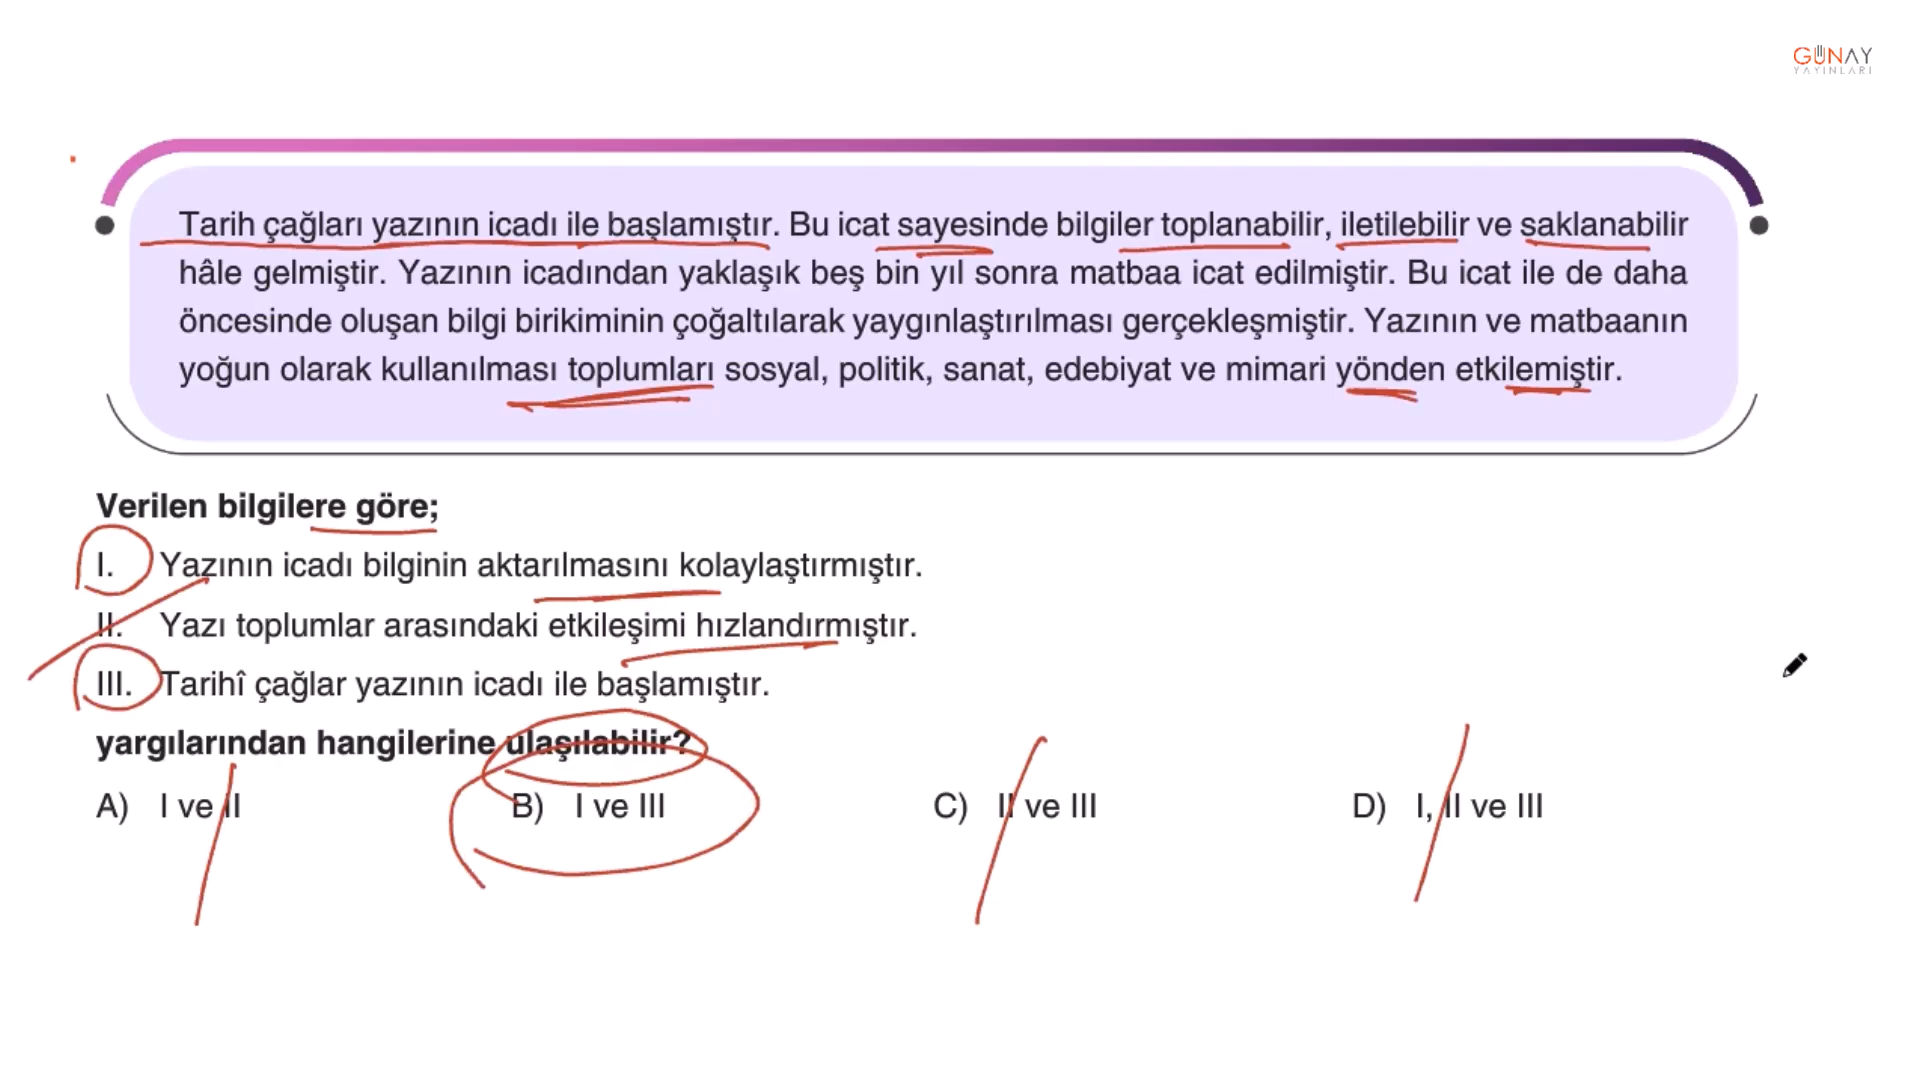 GÜNAY
YAYINLARI
Tarih çağları yazının icadı ile başlamıştır. Bu icat sayesinde bilgiler toplanabilir, iletilebilir ve saklanabilir
hâle gelmiştir. Yazının icadından yaklaşık beş bin yıl sonra matbaa icat edilmiştir. Bu icat ile de daha
öncesinde oluşan bilgi birikiminin çoğaltılarak yaygınlaştırılması gerçekleşmiştir. Yazının ve matbaanın
yoğun olarak kullanılması toplumları sosyal, politik, sanat, edebiyat ve mimari yönden etkilemiştir.
Verilen bilgilere göre;
I. Yazının icadı bilginin aktarılmasını kolaylaştırmıştır.
II. Yazı toplumlar arasındaki etkileşimi hızlandırmıştır.
III. Tarihî çağlar yazının icadı ile başlamıştır.
yargılarından hangilerine ulaşılabilir?
A) I ve II B) I ve III C) II ve III D) I, II ve III